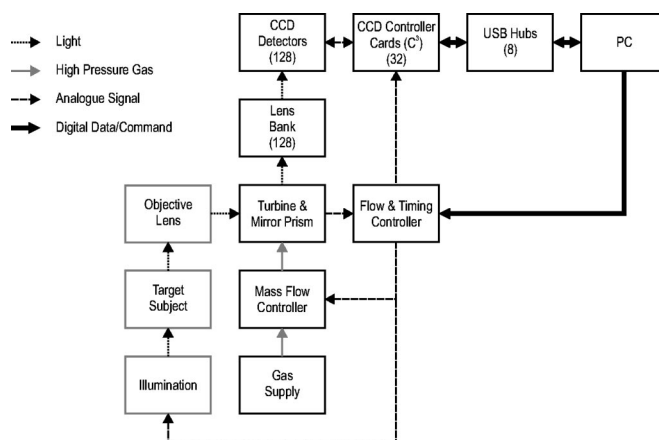 Light
High Pressure Gas
Analogue Signal
Digital Data/Command
CCD
Detectors
(128)
CCD Controller
Cards (C³)
(32)
USB Hubs
(8)
PC
Lens
Bank
(128)
Objective
Lens
Turbine &
Mirror Prism
Flow & Timing
Controller
Target
Subject
Mass Flow
Controller
Illumination
Gas
Supply